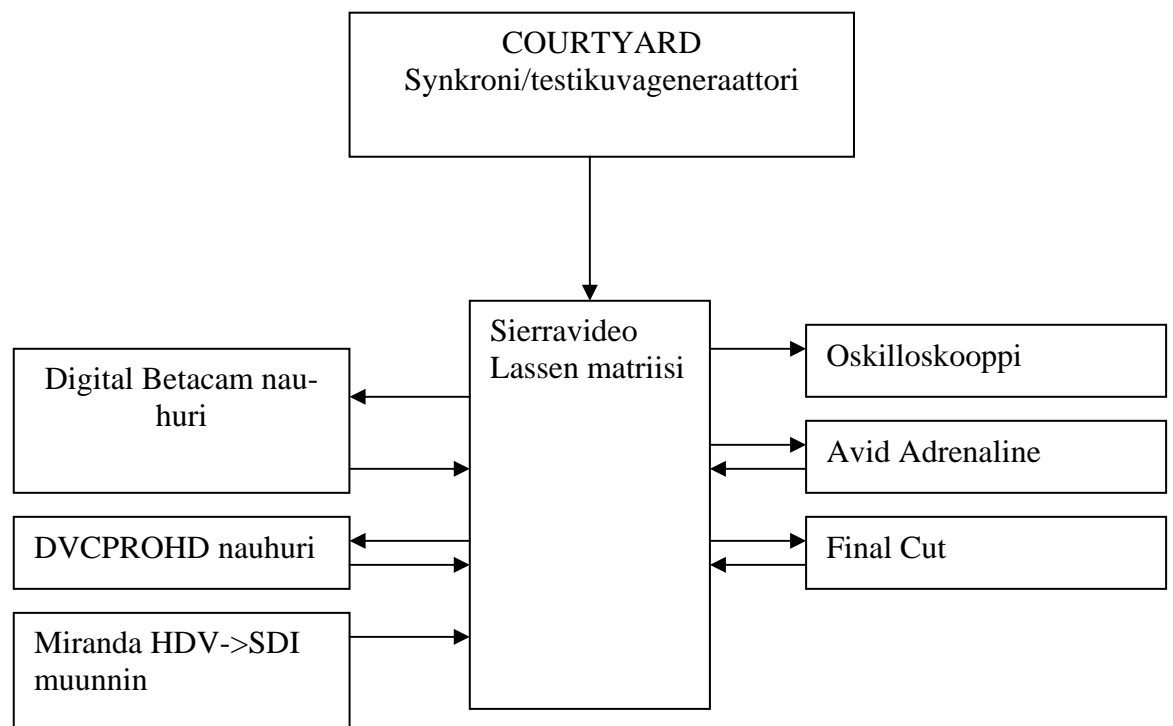 COURTYARD
Synkroni/testikuvageneraattori
Sierravideo
Lassen matriisi
Digital Betacam nau-
huri
DVCPROHD nauhuri
Miranda HDV->SDI
muunnin
Oskilloskooppi
Avid Adrenaline
Final Cut